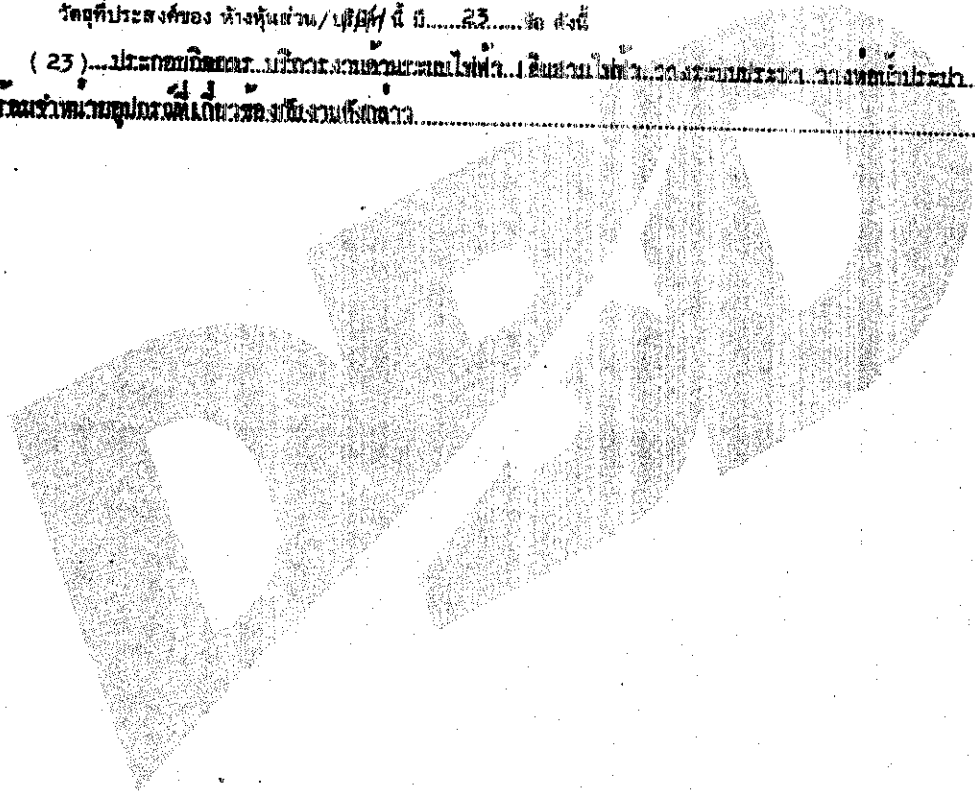 วัตถุที่ประสงค์ของ ห้างหุ้นส่วน/บริษัท/ นี้ มี......23......ข้อ ดังนี้
( 23 )...ประกอบกิจการ..บริการงานด้านระบบไฟฟ้า..เดินสายไฟฟ้า..วางระบบประปา..วางท่อน้ำประปา..
พร้อมจำหน่ายอุปกรณ์ที่เกี่ยวข้องกับงานดังกล่าว
DBD